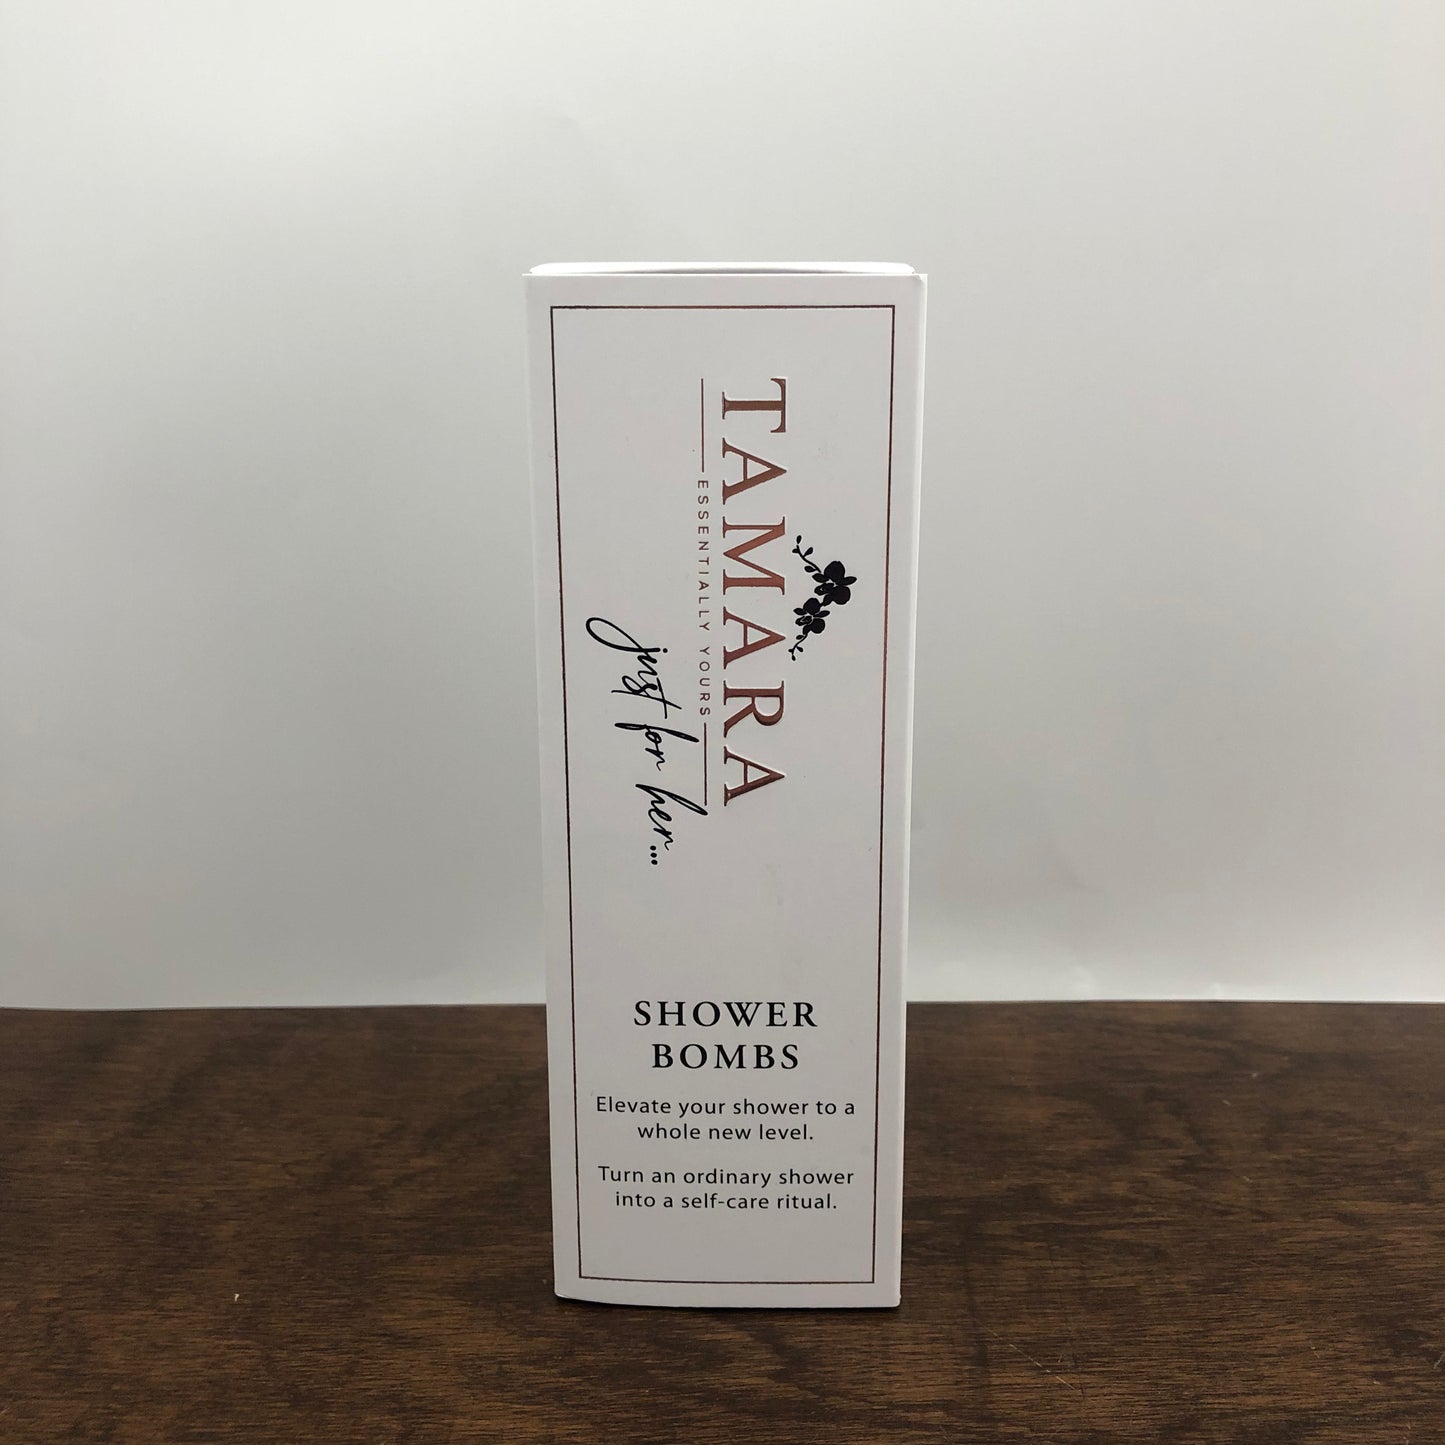 TAMARA
ESSENTIALLY YOURS
just for her...
SHOWER
BOMBS
Elevate your shower to a
whole new level.
Turn an ordinary shower
into a self-care ritual.